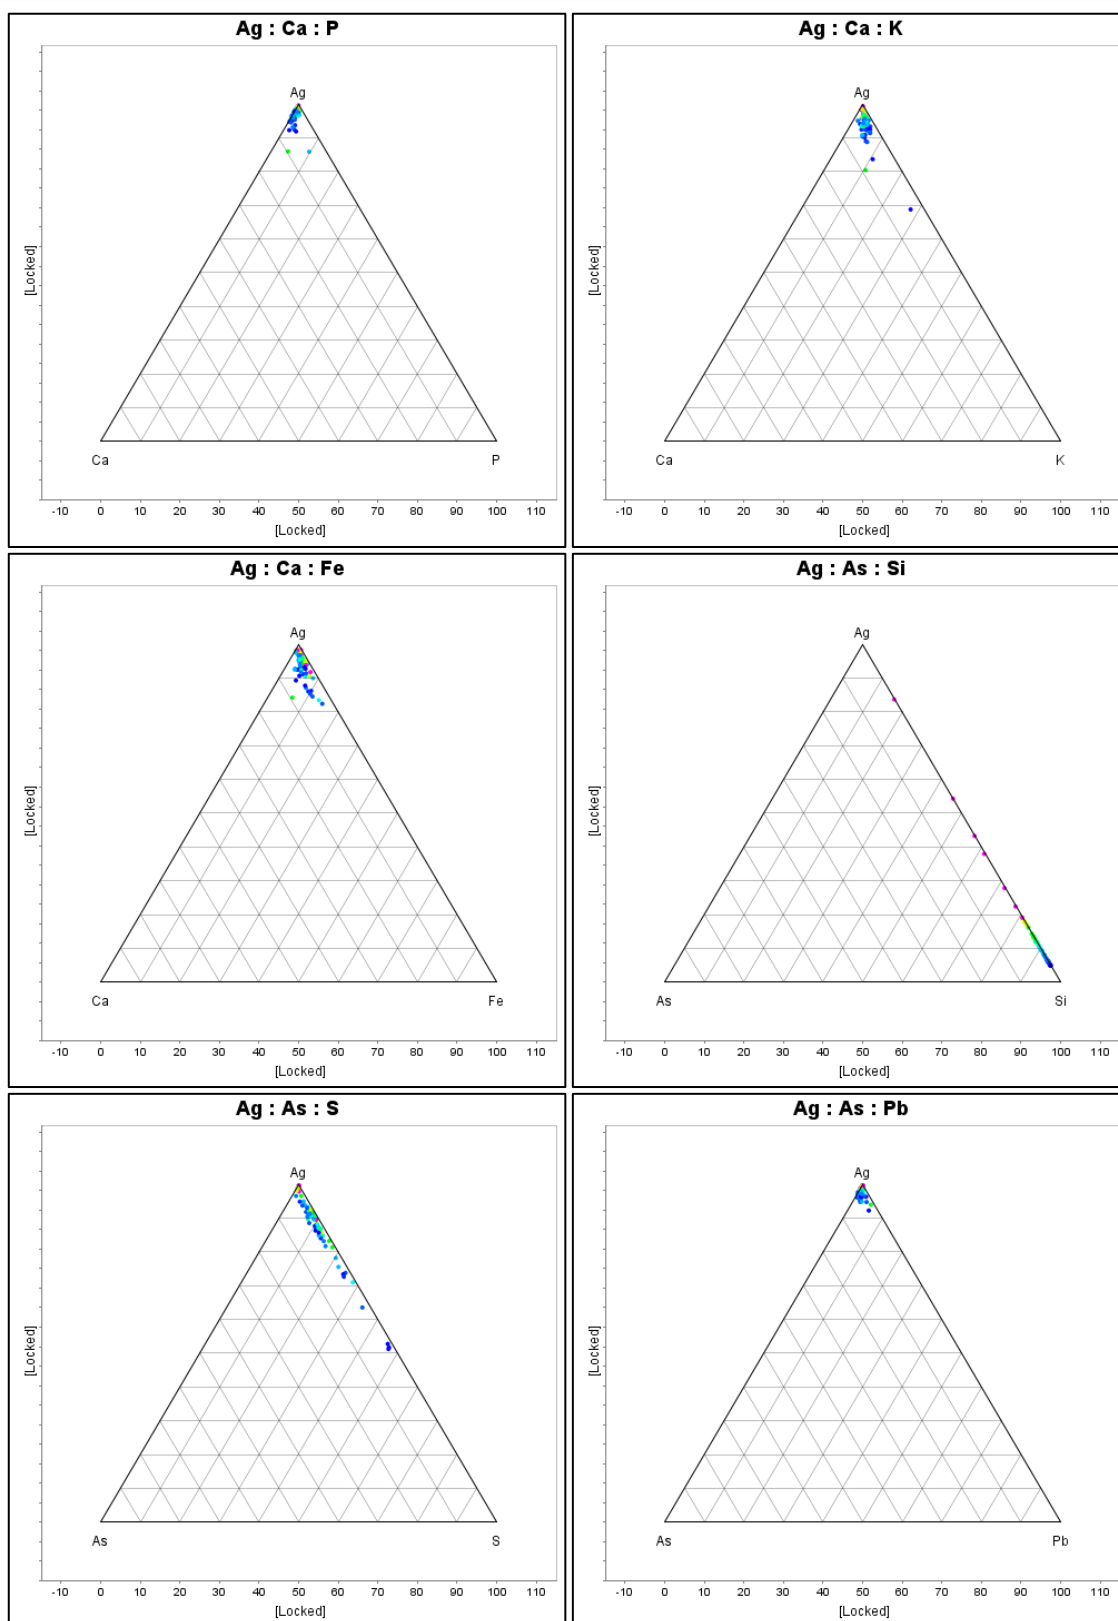 Ag : Ca : P
Ag
[Locked]
Ca P
-10 0 10 20 30 40 50 60 70 80 90 100 110
[Locked]
Ag : Ca : K
Ag
[Locked]
Ca K
-10 0 10 20 30 40 50 60 70 80 90 100 110
[Locked]
Ag : Ca : Fe
Ag
[Locked]
Ca Fe
-10 0 10 20 30 40 50 60 70 80 90 100 110
[Locked]
Ag : As : Si
Ag
[Locked]
As Si
-10 0 10 20 30 40 50 60 70 80 90 100 110
[Locked]
Ag : As : S
Ag
[Locked]
As S
-10 0 10 20 30 40 50 60 70 80 90 100 110
[Locked]
Ag : As : Pb
Ag
[Locked]
As Pb
-10 0 10 20 30 40 50 60 70 80 90 100 110
[Locked]